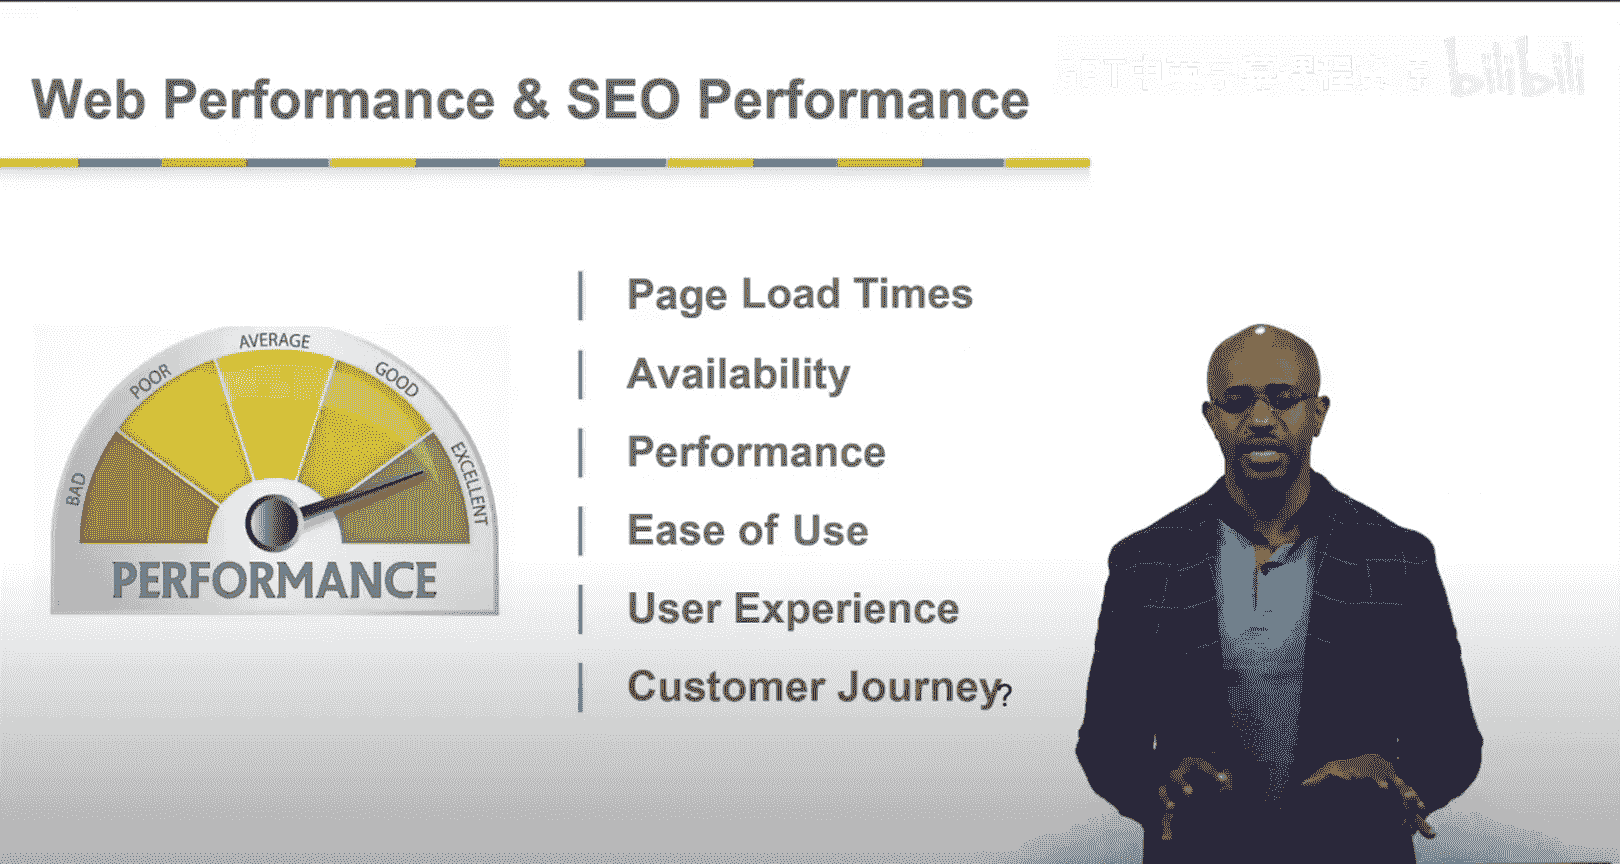 Web Performance & SEO Performance
bilibili
Page Load Times
AVERAGE
POOR
GOOD
Availability
Performance
BAD
EXCELLENT
Ease of Use
PERFORMANCE
User Experience
Customer Journey?